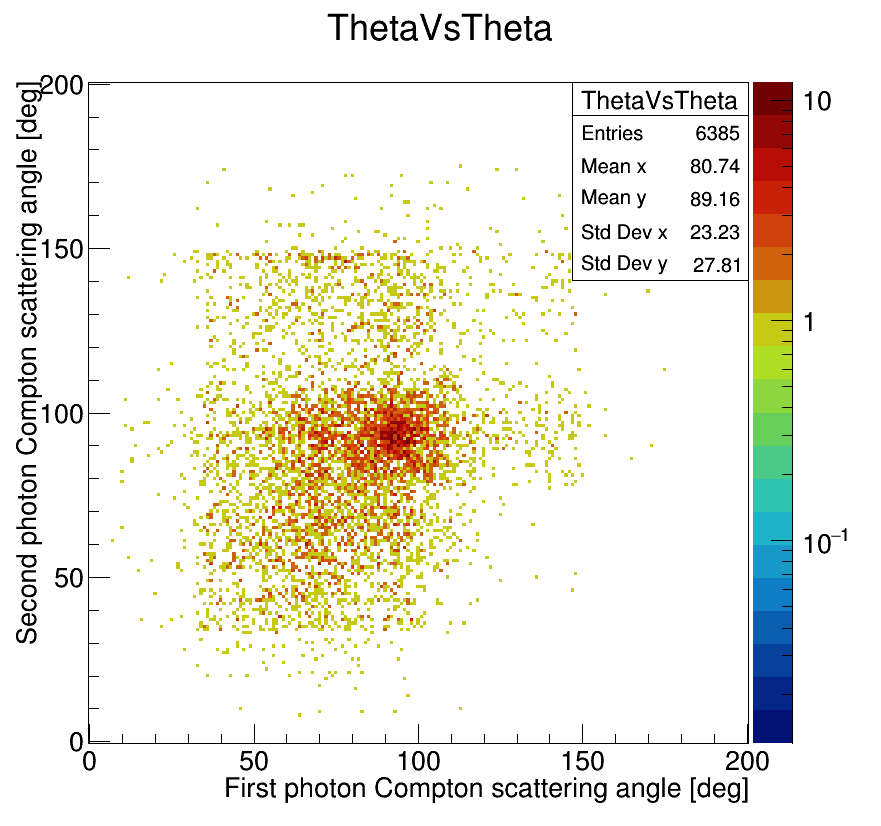 ThetaVsTheta
Second photon Compton scattering angle [deg]
200
150
100
50
0
ThetaVsTheta
Entries 6385
Mean x 80.74
Mean y 89.16
Std Dev x 23.23
Std Dev y 27.81
10
1
10⁻¹
0 50 100 150 200
First photon Compton scattering angle [deg]